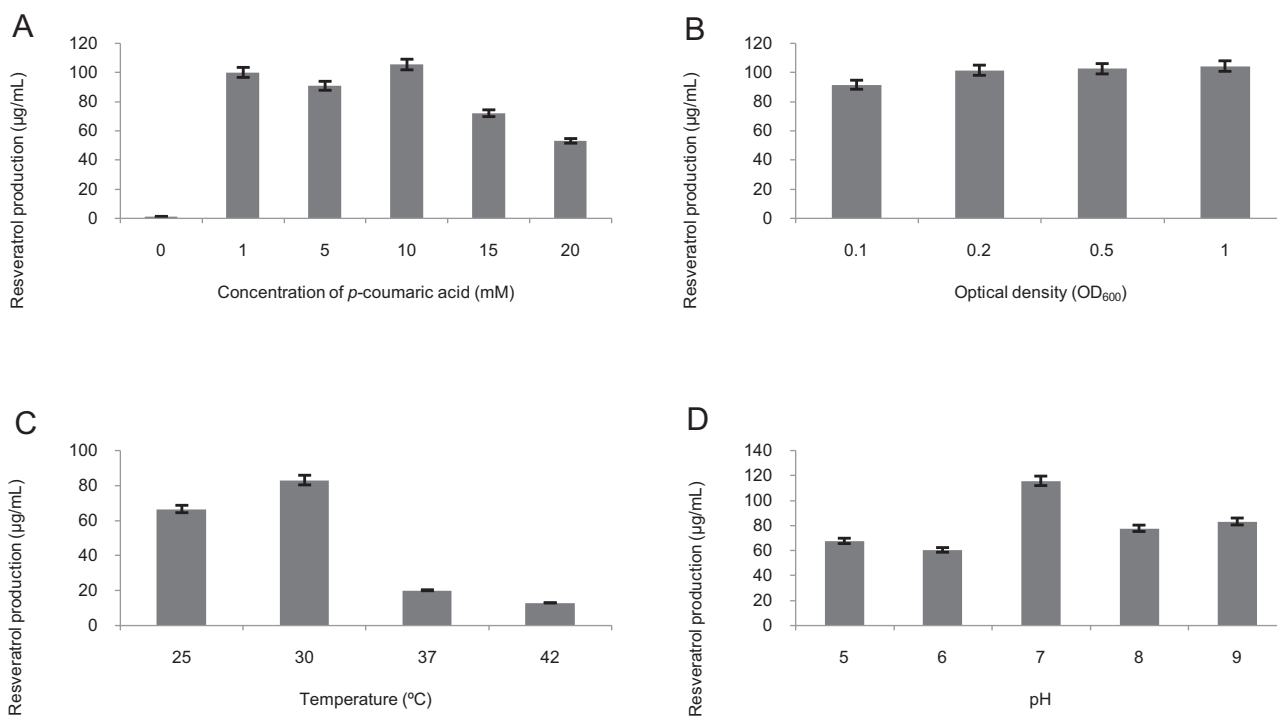 A
Resveratrol production (µg/mL)
120
100
80
60
40
20
0
0 1 5 10 15 20
Concentration of p-coumaric acid (mM)
B
Resveratrol production (µg/mL)
120
100
80
60
40
20
0
0.1 0.2 0.5 1
Optical density (OD600)
C
Resveratrol production (µg/mL)
100
80
60
40
20
0
25 30 37 42
Temperature (ºC)
D
Resveratrol production (µg/mL)
140
120
100
80
60
40
20
0
5 6 7 8 9
pH